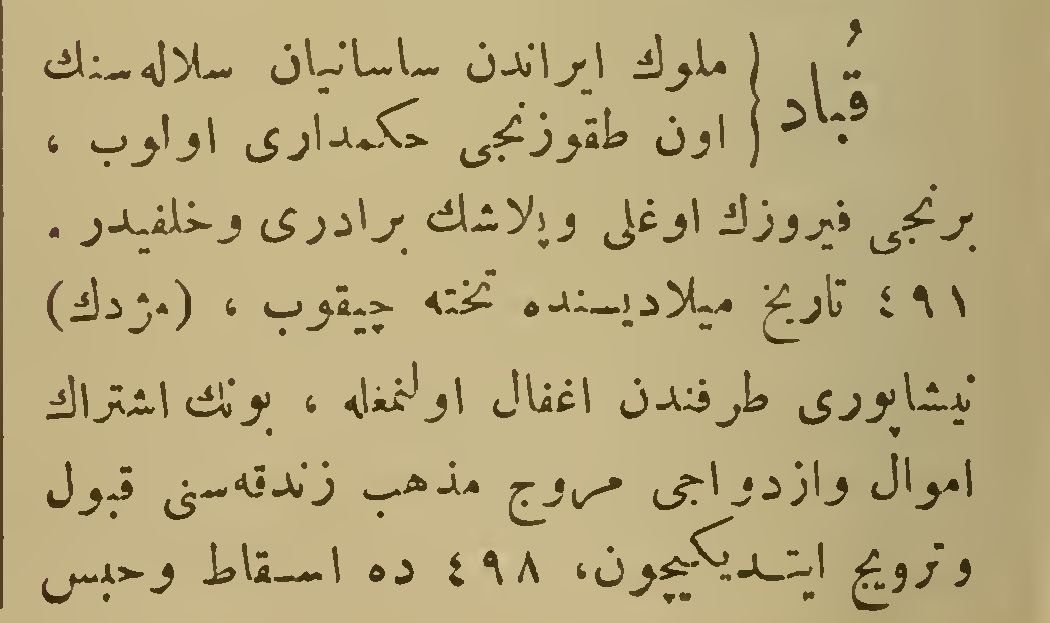 قُباد { ملوك ايراندن ساسانيان سلاله‌سنك
اون طقوزنجى حكمدارى اولوب ،
برنجى فيروزك اوغلى وپلاشك برادرى وخلفيدر .
٤٩١ تاريخ ميلاديسنده تخته چيقوب ، (مژدك)
نيشاپورى طرفندن اغفال اولنمغله ، بونك اشتراك
اموال وازدواجى مروج مذهب زندقه‌سنى قبول
وترويج ايتديكيچون، ٤٩٨ ده اسقاط وحبس